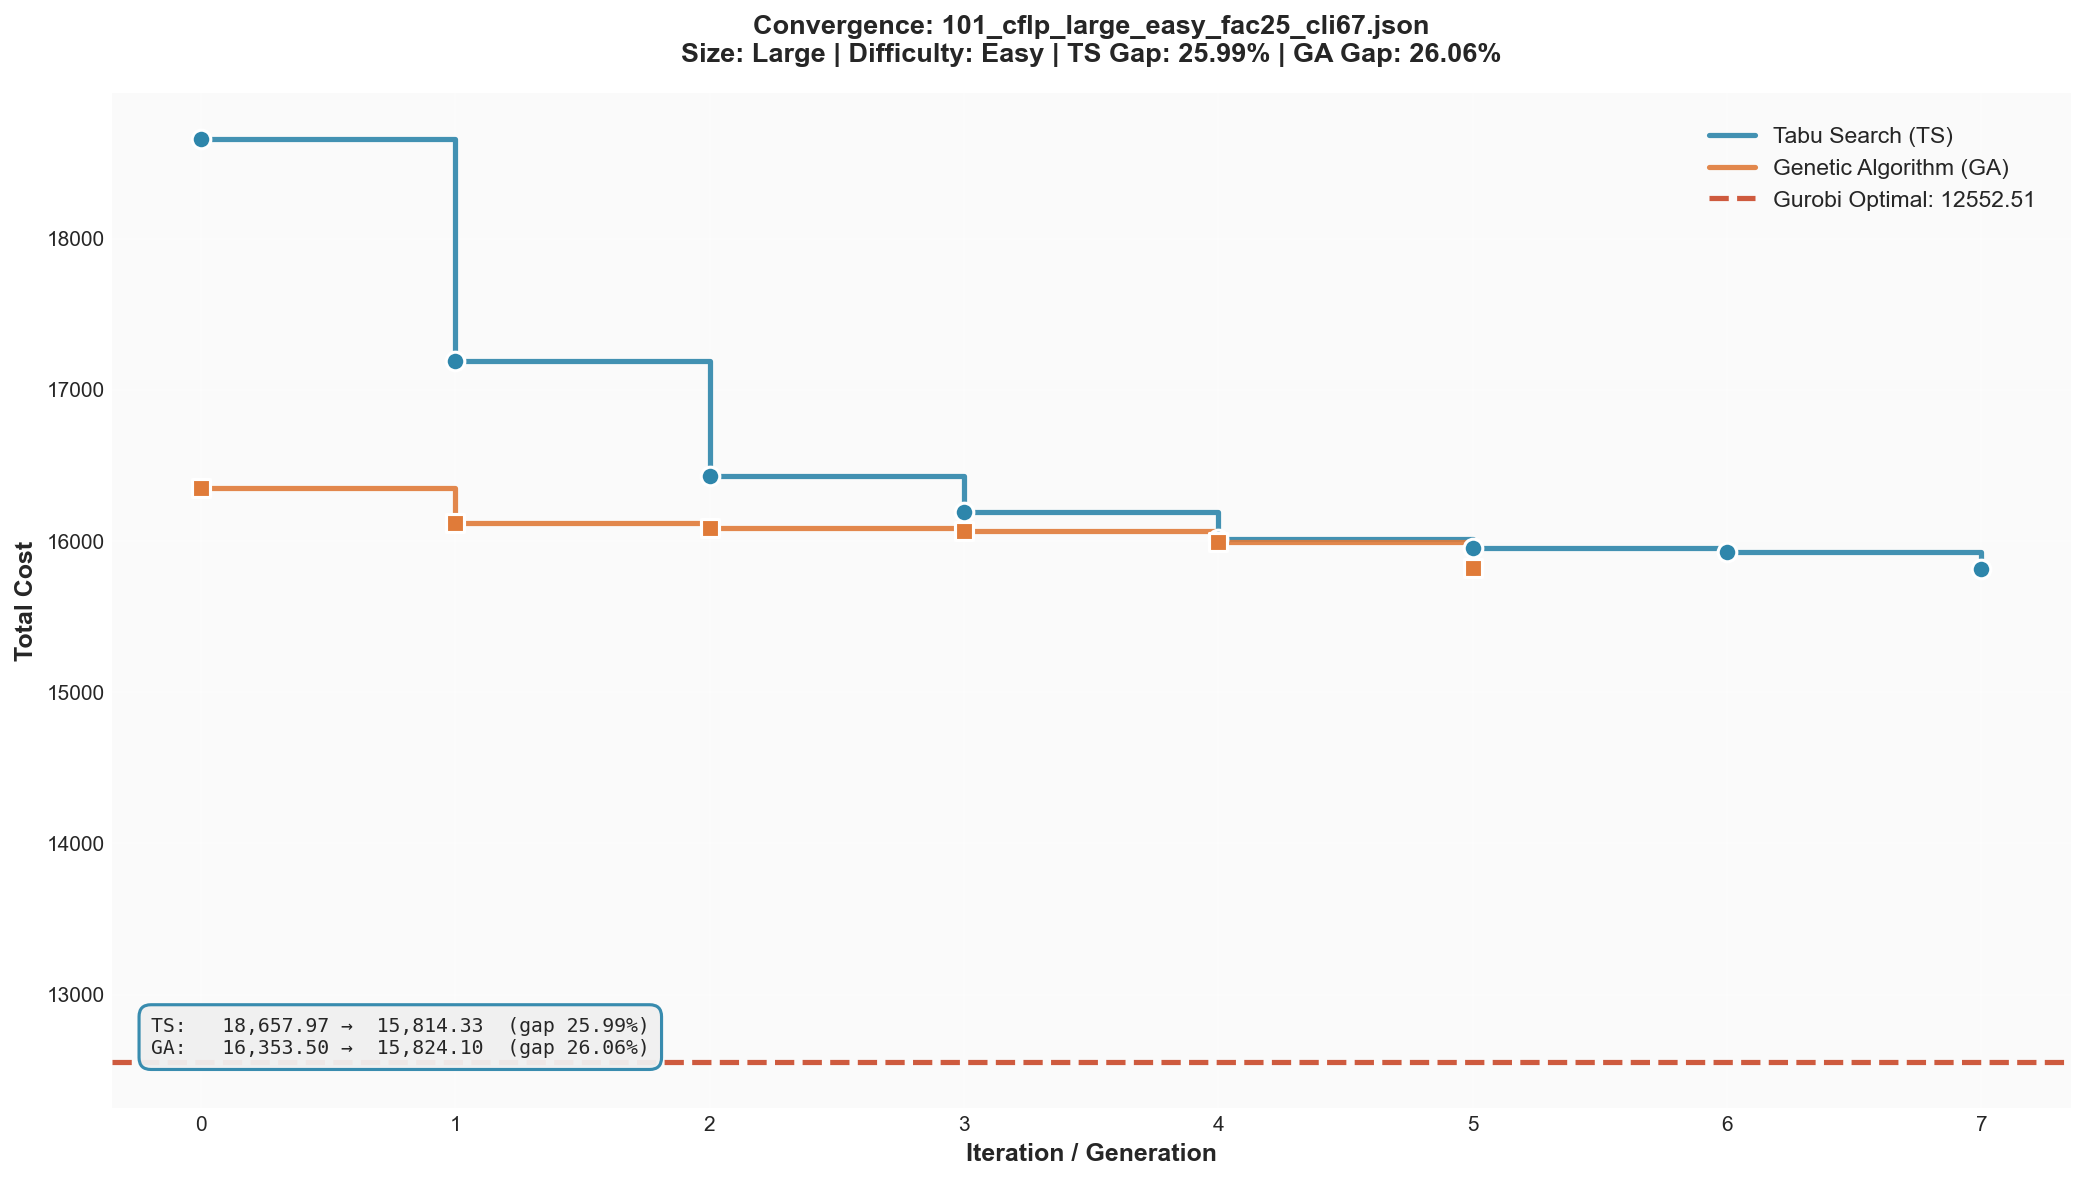 Convergence: 101_cflp_large_easy_fac25_cli67.json
Size: Large | Difficulty: Easy | TS Gap: 25.99% | GA Gap: 26.06%
Tabu Search (TS)
Genetic Algorithm (GA)
Gurobi Optimal: 12552.51
Total Cost
18000
17000
16000
15000
14000
13000
TS: 18,657.97 → 15,814.33 (gap 25.99%)
GA: 16,353.50 → 15,824.10 (gap 26.06%)
0 1 2 3 4 5 6 7
Iteration / Generation